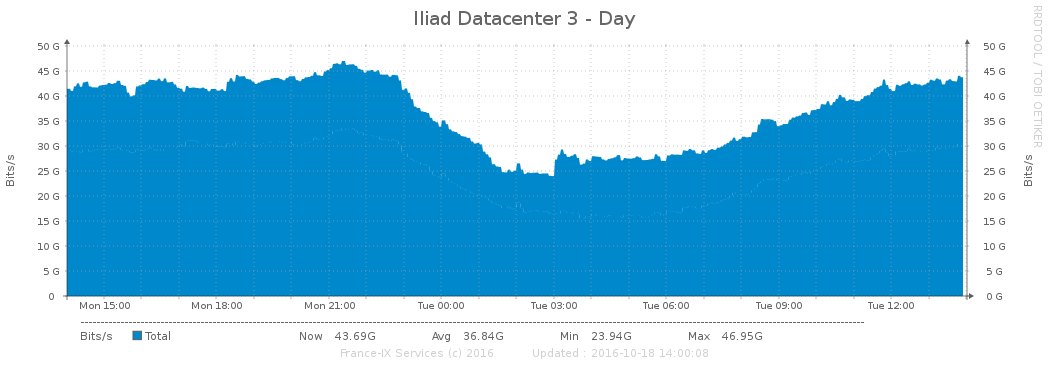 Iliad Datacenter 3 - Day
RRDTOOL / TOBI OETIKER
Bits/s
50 G 50 G
45 G 45 G
40 G 40 G
35 G 35 G
30 G 30 G
25 G 25 G
20 G 20 G
15 G 15 G
10 G 10 G
5 G 5 G
0 0 G
Bits/s
Mon 15:00 Mon 18:00 Mon 21:00 Tue 00:00 Tue 03:00 Tue 06:00 Tue 09:00 Tue 12:00
Bits/s Total Now 43.69G Avg 36.84G Min 23.94G Max 46.95G
France-IX Services (c) 2016 Updated : 2016-10-18 14:00:08